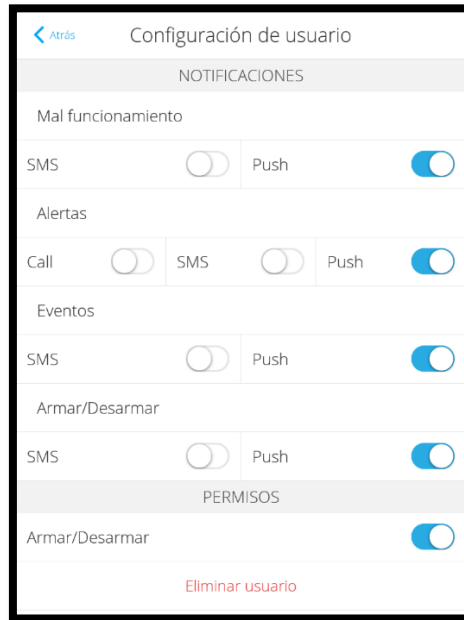 Atrás Configuración de usuario
NOTIFICACIONES
Mal funcionamiento
SMS Push
Alertas
Call SMS Push
Eventos
SMS Push
Armar/Desarmar
SMS Push
PERMISOS
Armar/Desarmar
Eliminar usuario